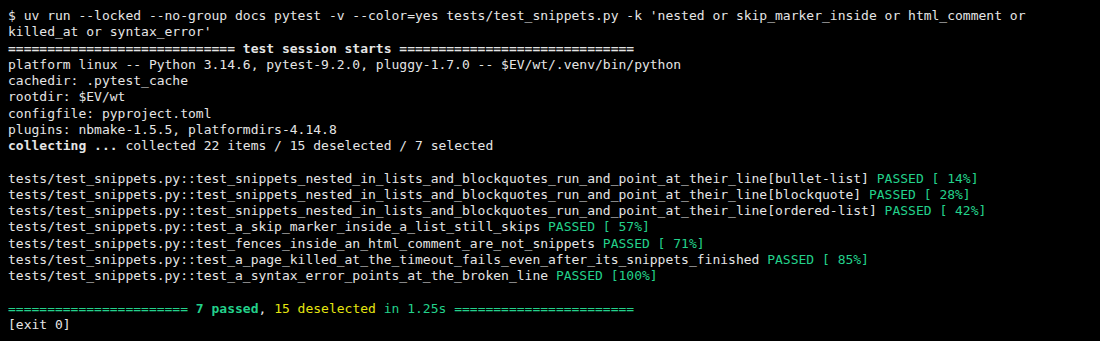 $ uv run --locked --no-group docs pytest -v --color=yes tests/test_snippets.py -k 'nested or skip_marker_inside or html_comment or
killed_at or syntax_error'
============================= test session starts ==============================
platform linux -- Python 3.14.6, pytest-9.2.0, pluggy-1.7.0 -- $EV/wt/.venv/bin/python
cachedir: .pytest_cache
rootdir: $EV/wt
configfile: pyproject.toml
plugins: nbmake-1.5.5, platformdirs-4.14.8
collecting ... collected 22 items / 15 deselected / 7 selected

tests/test_snippets.py::test_snippets_nested_in_lists_and_blockquotes_run_and_point_at_their_line[bullet-list] PASSED [ 14%]
tests/test_snippets.py::test_snippets_nested_in_lists_and_blockquotes_run_and_point_at_their_line[blockquote] PASSED [ 28%]
tests/test_snippets.py::test_snippets_nested_in_lists_and_blockquotes_run_and_point_at_their_line[ordered-list] PASSED [ 42%]
tests/test_snippets.py::test_a_skip_marker_inside_a_list_still_skips PASSED [ 57%]
tests/test_snippets.py::test_fences_inside_an_html_comment_are_not_snippets PASSED [ 71%]
tests/test_snippets.py::test_a_page_killed_at_the_timeout_fails_even_after_its_snippets_finished PASSED [ 85%]
tests/test_snippets.py::test_a_syntax_error_points_at_the_broken_line PASSED [100%]

======================= 7 passed, 15 deselected in 1.25s =======================
[exit 0]